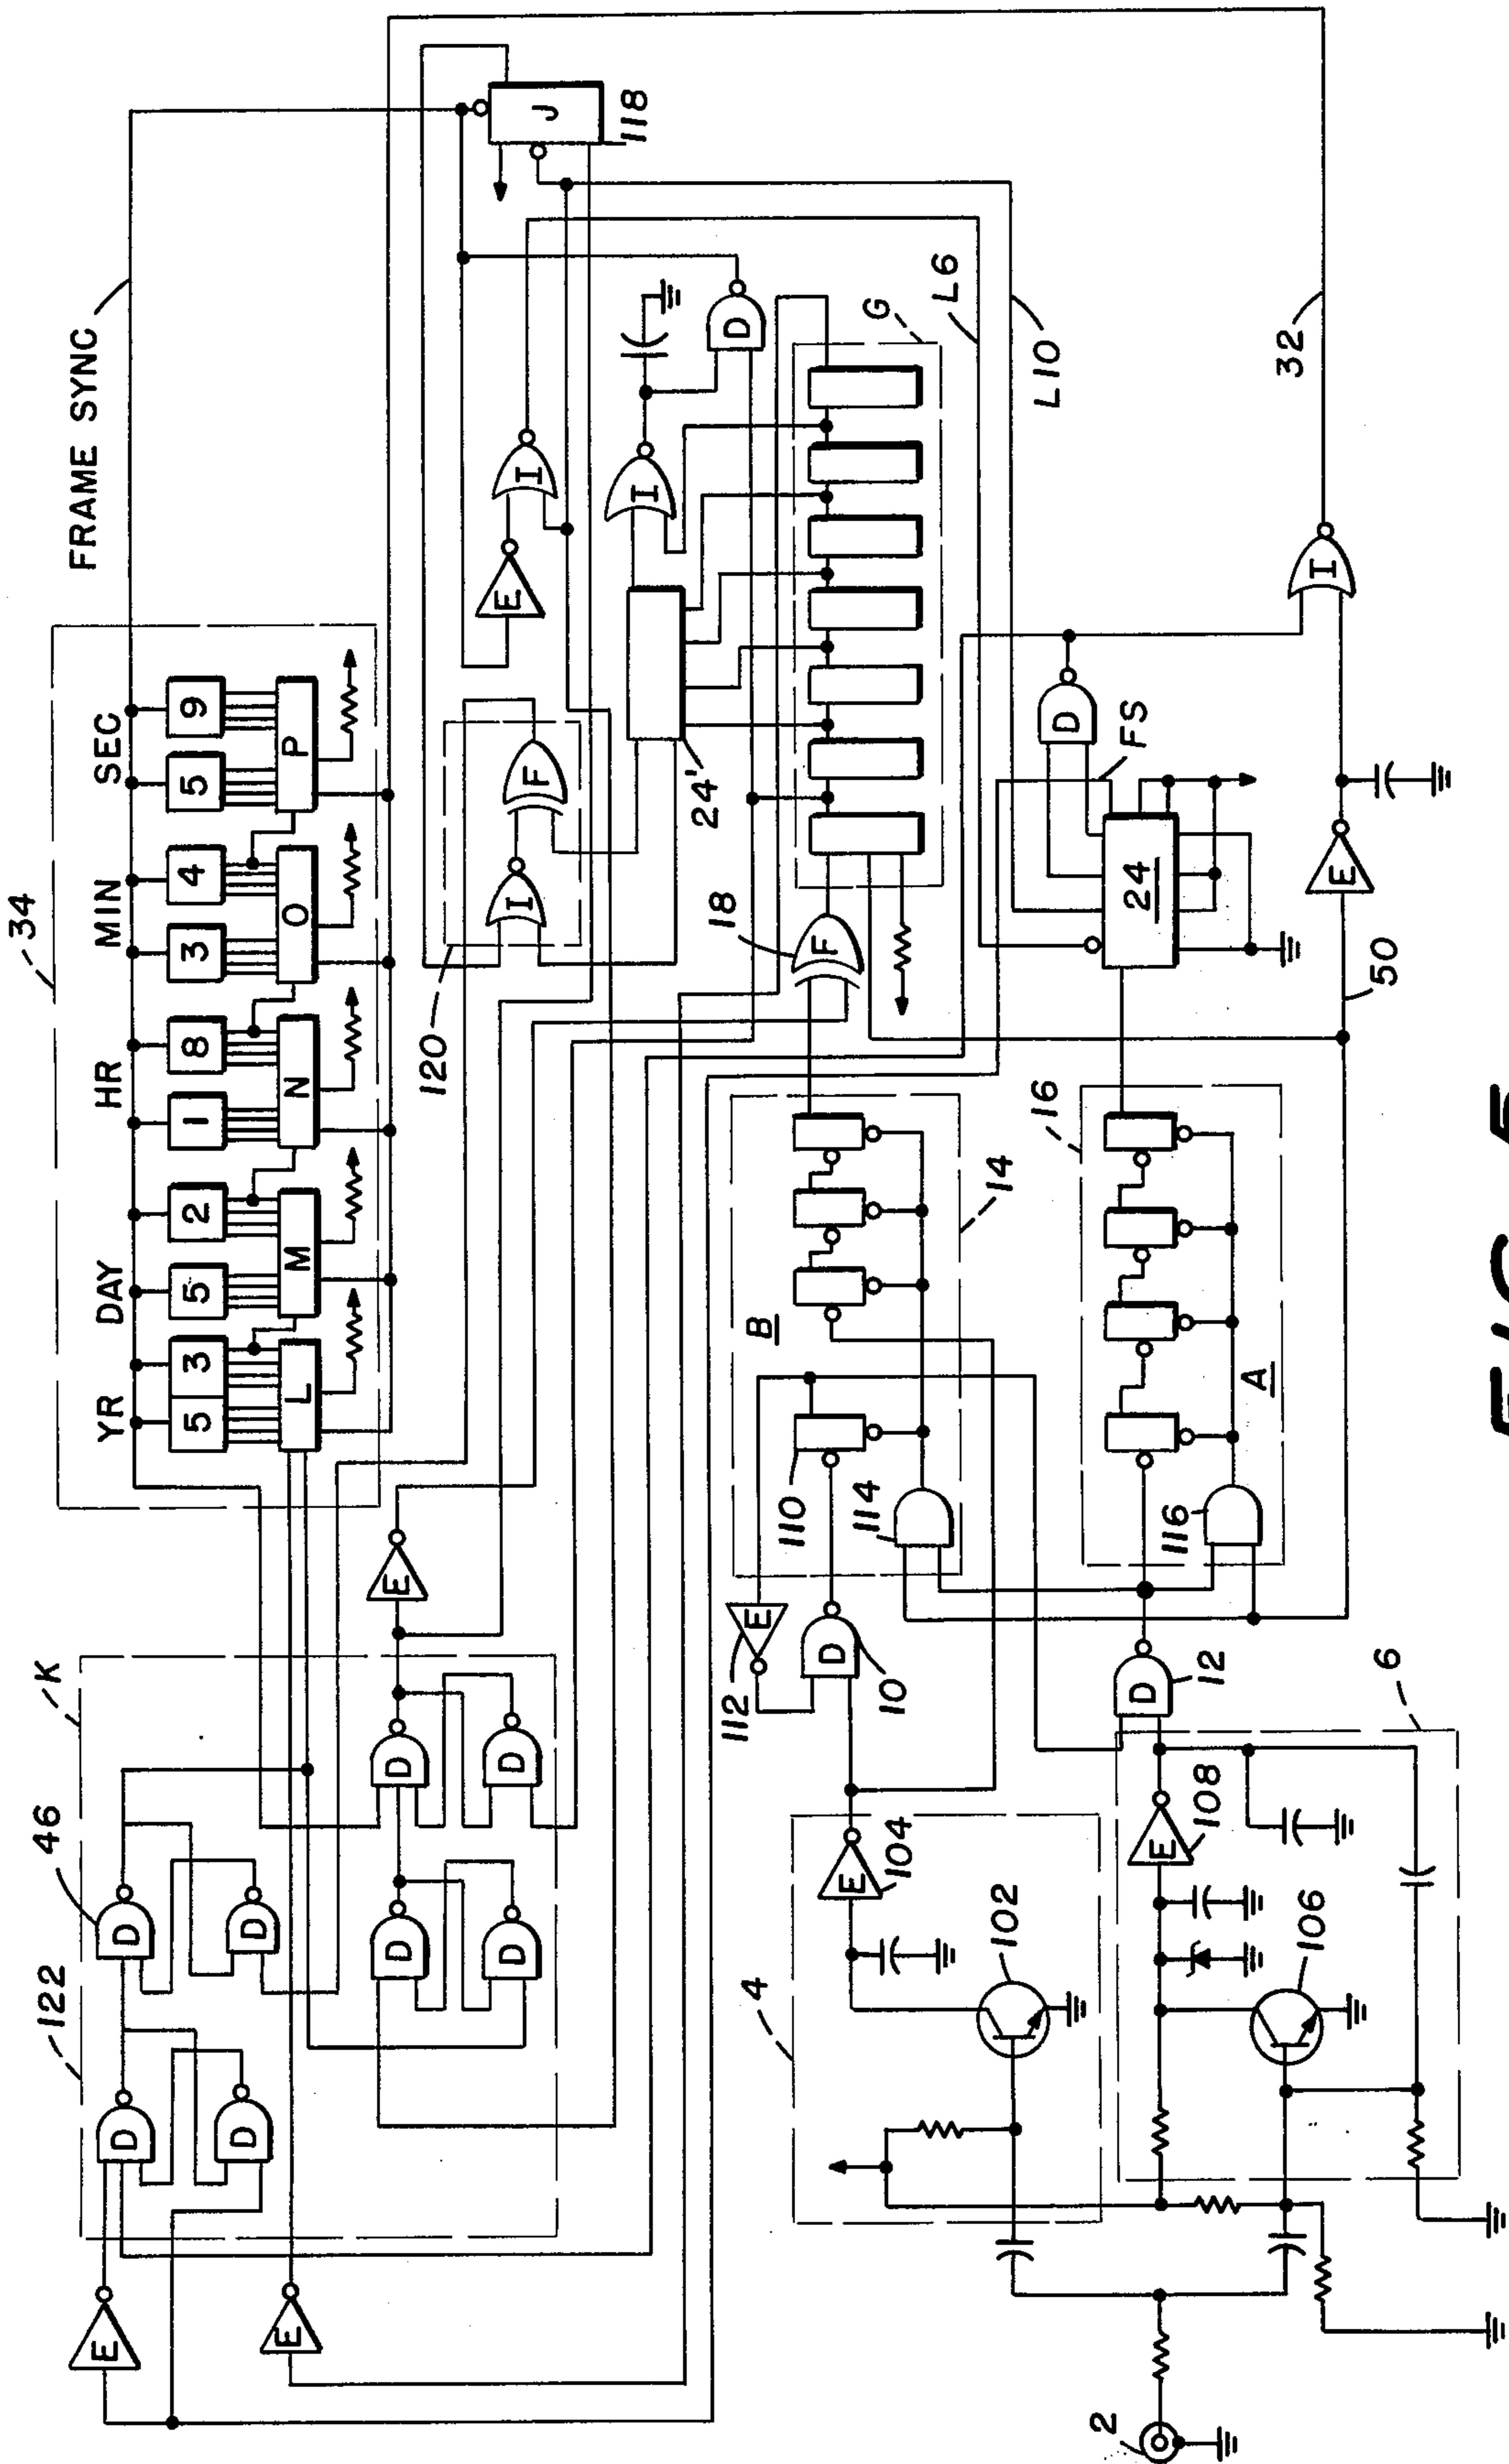 34
122
46
K
FRAME SYNC
YR DAY HR MIN SEC
E D D
5 3 5 2 1 8 3 4 5 9
D D
E
L M N O P
D D E
D D
120
I F
E I
J
118
24'
I
D
4
E
104
102
112
E
D
10
110
114
B
14
18
F
G
L6
L10
2
6
E
108
106
D
12
116
A
16
24
FS
D
50
E
I
32
FIG. 5